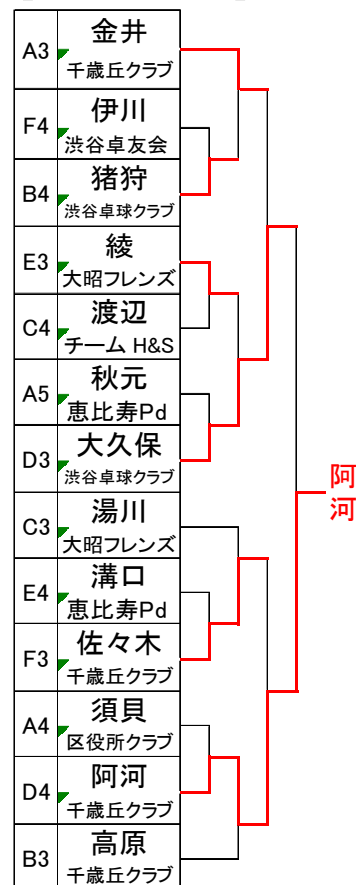 A3 金井
千歳丘クラブ
F4 伊川
渋谷卓友会
B4 猪狩
渋谷卓球クラブ
E3 綾
大昭フレンズ
C4 渡辺
チーム H&S
A5 秋元
恵比寿Pd
D3 大久保
渋谷卓球クラブ
C3 湯川
大昭フレンズ
E4 溝口
恵比寿Pd
F3 佐々木
千歳丘クラブ
A4 須貝
区役所クラブ
D4 阿河
千歳丘クラブ
B3 高原
千歳丘クラブ
阿河